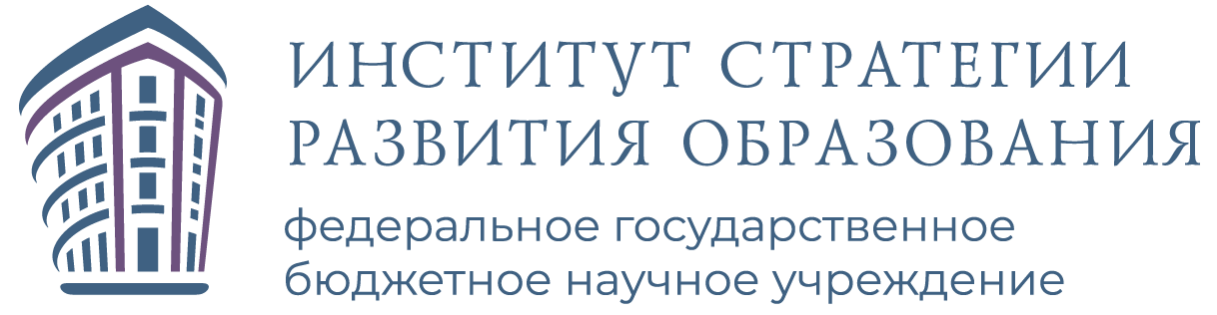 ИНСТИТУТ СТРАТЕГИИ
РАЗВИТИЯ ОБРАЗОВАНИЯ
федеральное государственное
бюджетное научное учреждение